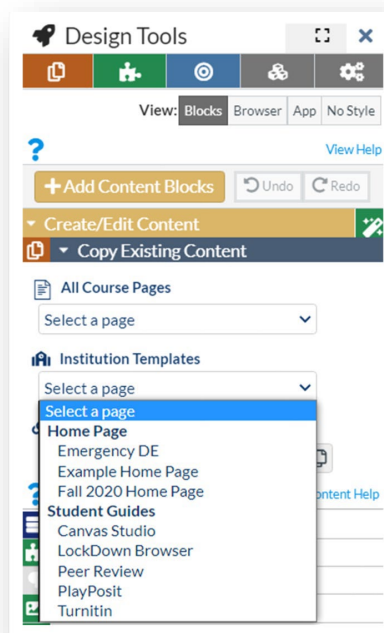 Design Tools
View: Blocks Browser App No Style
View Help
+Add Content Blocks Undo Redo
Create/Edit Content
Copy Existing Content
All Course Pages
Select a page
Institution Templates
Select a page
Select a page
Home Page
Emergency DE
Example Home Page
Fall 2020 Home Page
Student Guides
Canvas Studio
LockDown Browser
Peer Review
PlayPosit
Turnitin
ontent Help